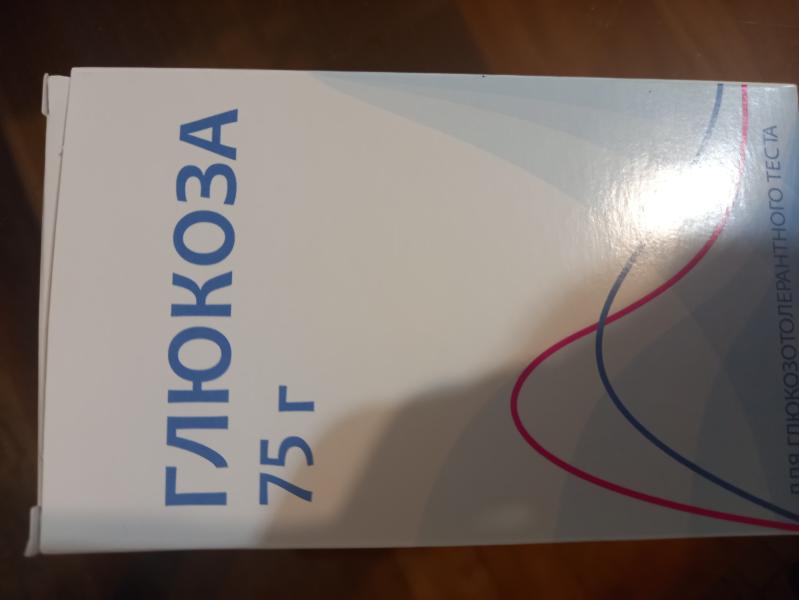 ГЛЮКОЗА
75 г
ДЛЯ ГЛЮКОЗОТОЛЕРАНТНОГО ТЕСТА